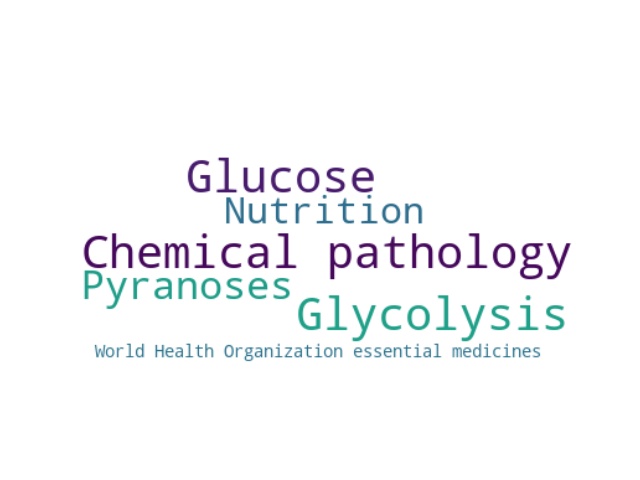 Glucose
Nutrition
Chemical pathology
Pyranoses
Glycolysis
World Health Organization essential medicines